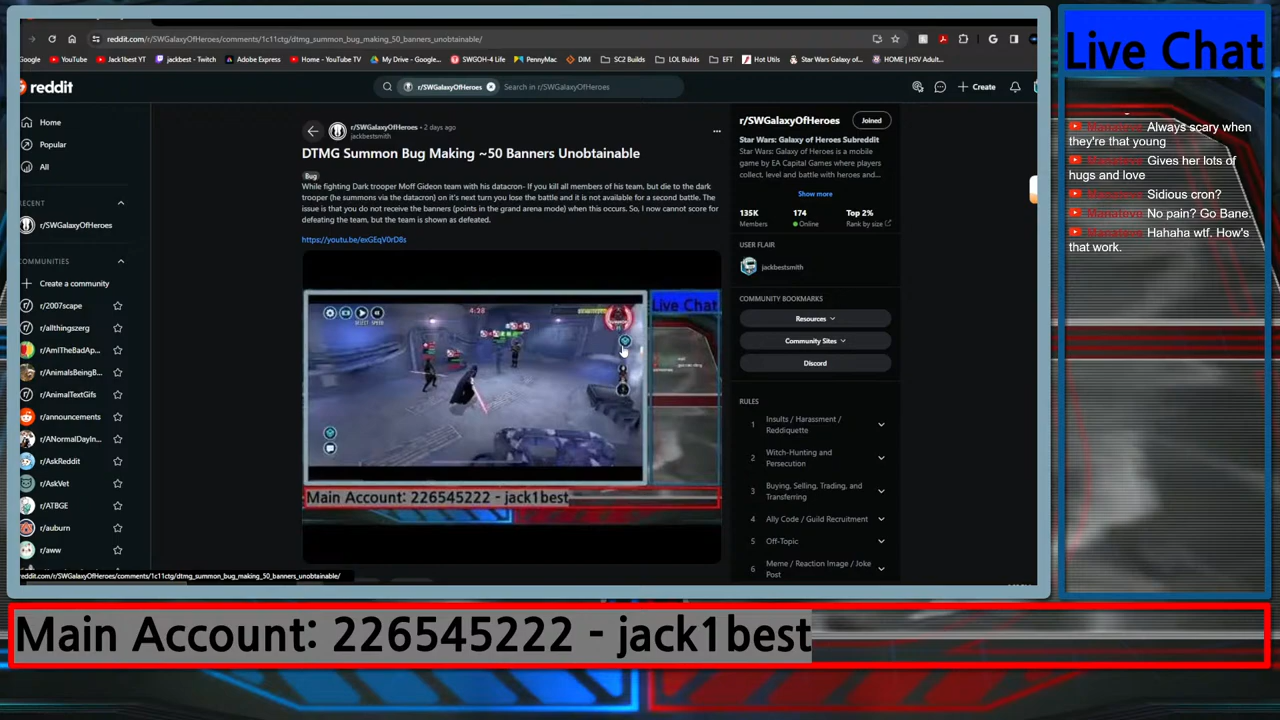 reddit.com/r/SWGalaxyOfHeroes/comments/1c11ctg/dtmg_summon_bug_making_50_banners_unobtainable/
Google
YouTube
Jack1best YT
jackbest - Twitch
Adobe Express
Home - YouTube TV
My Drive - Google...
SWGOH-4 Life
PennyMac
DIM
SC2 Builds
LOL Builds
EFT
Hot Utils
Star Wars Galaxy of...
HOME | HSV Adult...
reddit
r/SWGalaxyOfHeroes
Search in r/SWGalaxyOfHeroes
Create
Home
Popular
All
RECENT
r/SWGalaxyOfHeroes
COMMUNITIES
Create a community
r/2007scape
r/allthingszerg
r/AmITheBadAp...
r/AnimalsBeingB...
r/AnimalTextGifs
r/announcements
r/ANormalDayIn...
r/AskReddit
r/AskVet
r/ATBGE
r/auburn
r/aww
r/SWGalaxyOfHeroes • 2 days ago
jackbestsmith
DTMG Summon Bug Making ~50 Banners Unobtainable
Bug
While fighting Dark trooper Moff Gideon team with his datacron- If you kill all members of his team, but die to the dark
trooper (he summons via the datacron) on it's next turn you lose the battle and it is not available for a second battle. The
issue is that you do not receive the banners (points in the grand arena mode) when this occurs. So, I now cannot score for
defeating the team, but the team is shown as defeated.
https://youtu.be/exGEqV0rD8s
4:38
SELECT SPEED
Live Chat
Main Account: 226545222 - jack1best
reddit.com/r/SWGalaxyOfHeroes/comments/1c11ctg/dtmg_summon_bug_making_50_banners_unobtainable/
r/SWGalaxyOfHeroes
Joined
Star Wars: Galaxy of Heroes Subreddit
Star Wars: Galaxy of Heroes is a mobile
game by EA Capital Games where players
collect, level and battle with heroes...
Show more
135K
Members
174
Online
Top 2%
Rank by size
USER FLAIR
jackbestsmith
COMMUNITY BOOKMARKS
Resources
Community Sites
Discord
RULES
1 Insults / Harassment /
Reddiquette
2 Witch-Hunting and
Persecution
3 Buying, Selling, Trading, and
Transferring
4 Ally Code / Guild Recruitment
5 Off-Topic
6 Meme / Reaction Image / Joke
Post
Live Chat
Always scary when
they're that young
Gives her lots of
hugs and love
Sidious cron?
No pain? Go Bane.
Hahaha wtf. How's
that work.
Main Account: 226545222 - jack1best